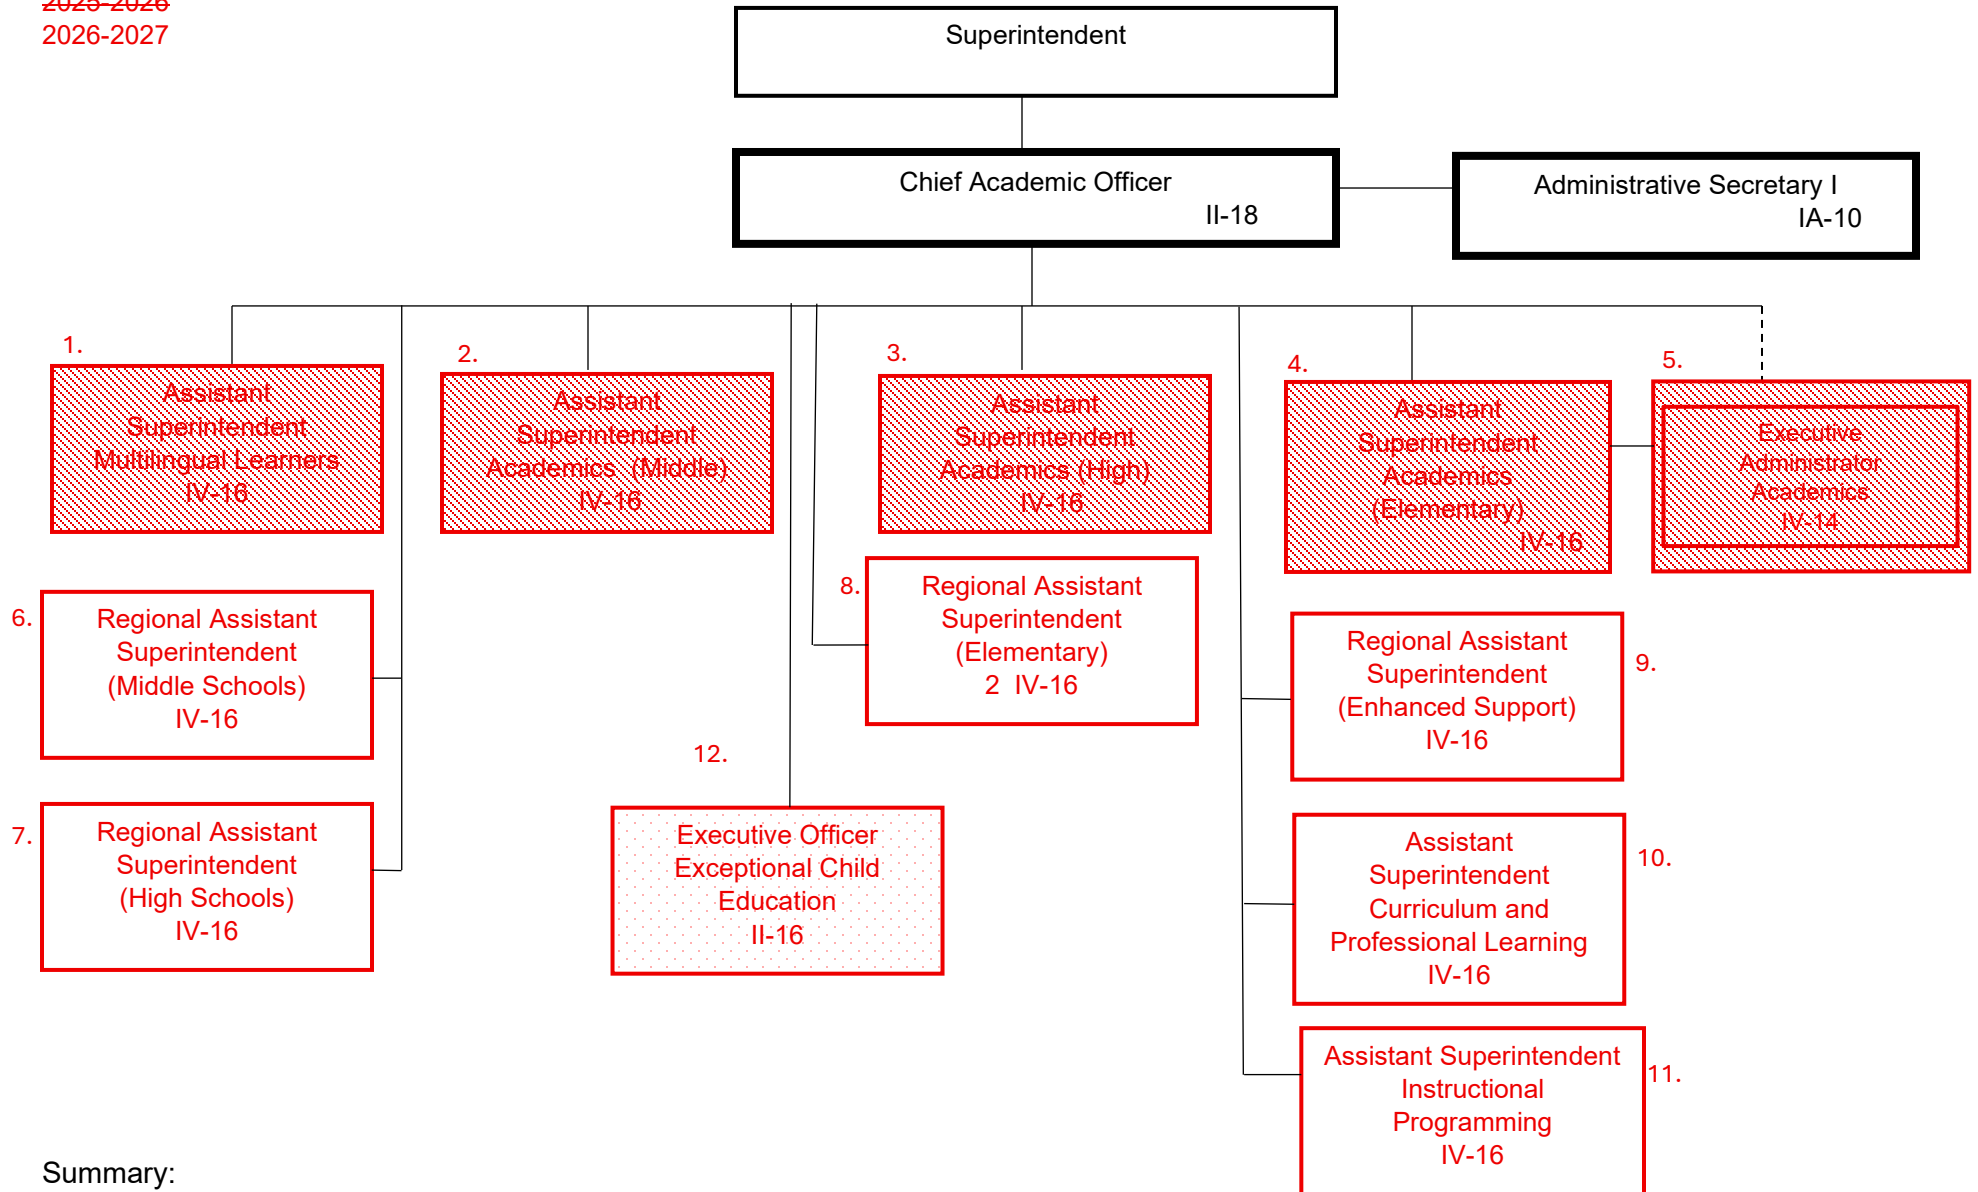 2025-2026
2026-2027
Superintendent
Chief Academic Officer
II-18
Administrative Secretary I
IA-10
1.
Assistant
Superintendent
Multilingual Learners
IV-16
2.
Assistant
Superintendent
Academics (Middle)
IV-16
3.
Assistant
Superintendent
Academics (High)
IV-16
4.
Assistant
Superintendent
Academics
(Elementary)
IV-16
5.
Executive
Administrator
Academics
IV-14
6.
Regional Assistant
Superintendent
(Middle Schools)
IV-16
7.
Regional Assistant
Superintendent
(High Schools)
IV-16
8.
Regional Assistant
Superintendent
(Elementary)
2 IV-16
9.
Regional Assistant
Superintendent
(Enhanced Support)
IV-16
10.
Assistant
Superintendent
Curriculum and
Professional Learning
IV-16
11.
Assistant Superintendent
Instructional
Programming
IV-16
12.
Executive Officer
Exceptional Child
Education
II-16
Summary: